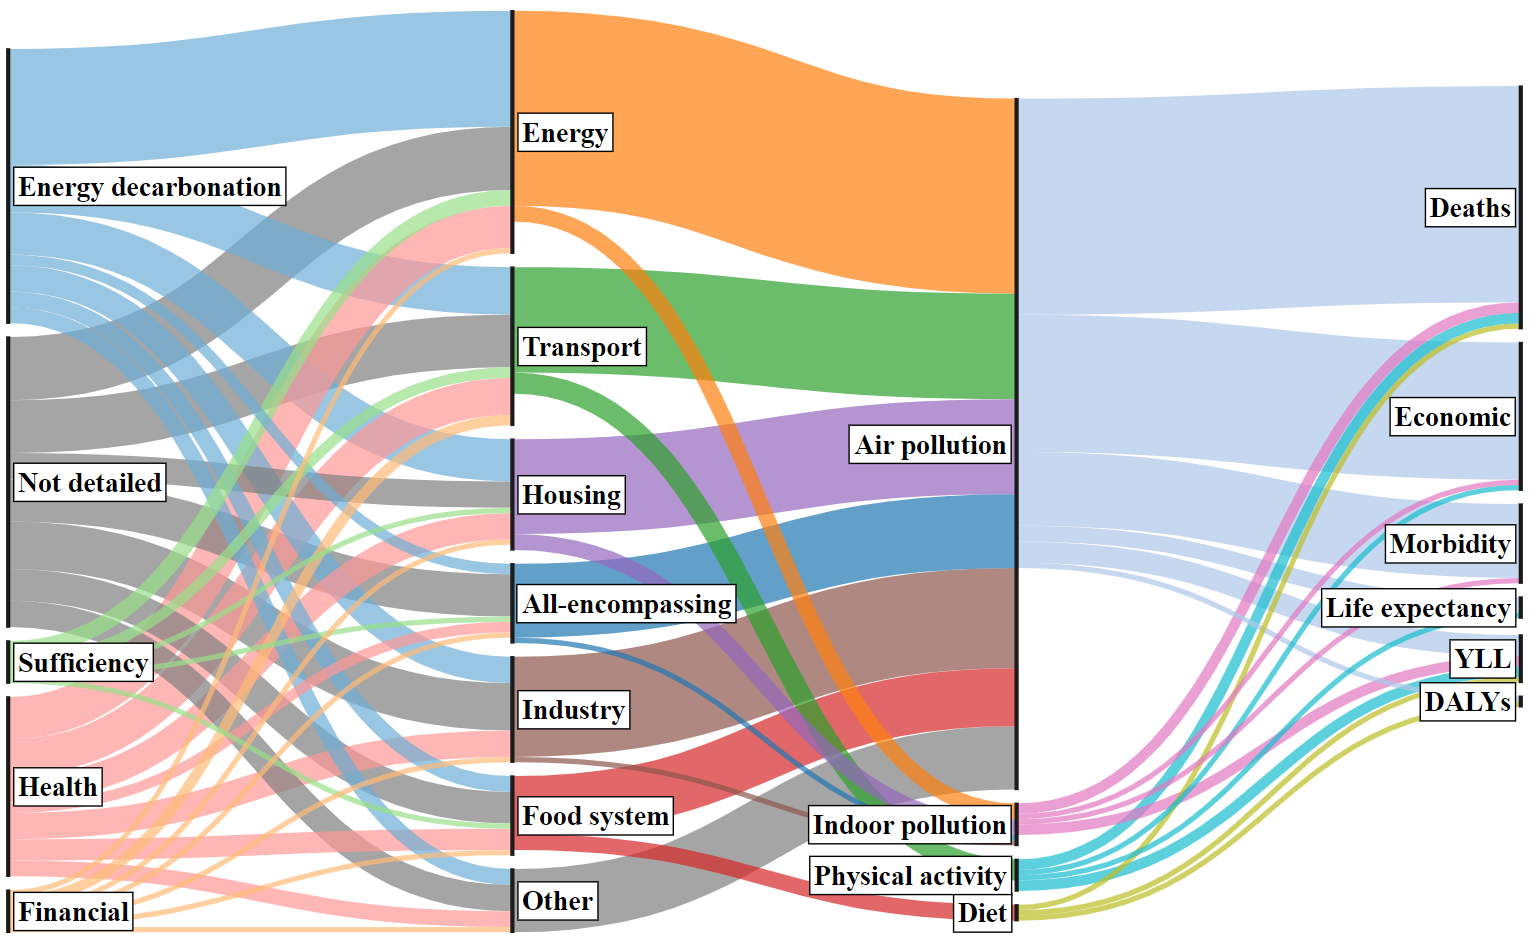 Energy decarbonation
Not detailed
Sufficiency
Health
Financial
Energy
Transport
Housing
All-encompassing
Industry
Food system
Other
Air pollution
Indoor pollution
Physical activity
Diet
Deaths
Economic
Morbidity
Life expectancy
YLL
DALYs